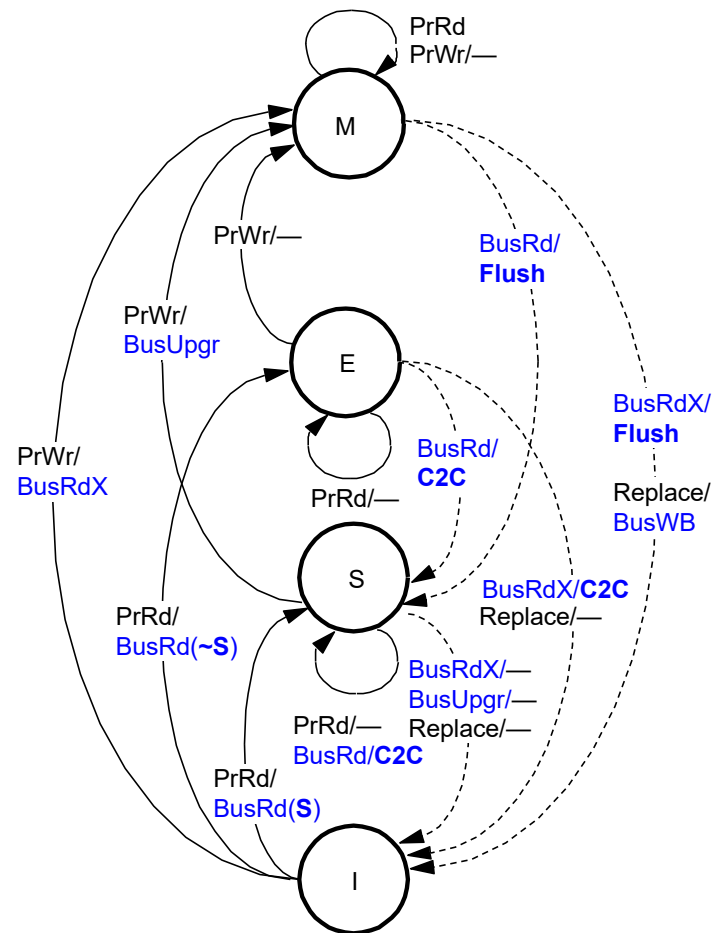 PrRd
PrWr/—
M
PrWr/—
BusRd/
Flush
PrWr/
BusUpgr
E
BusRdX/
Flush
BusRd/
C2C
PrWr/
BusRdX
PrRd/—
Replace/
BusWB
S
BusRdX/C2C
Replace/—
PrRd/
BusRd(~S)
BusRdX/—
BusUpgr/—
Replace/—
PrRd/—
BusRd/C2C
PrRd/
BusRd(S)
I